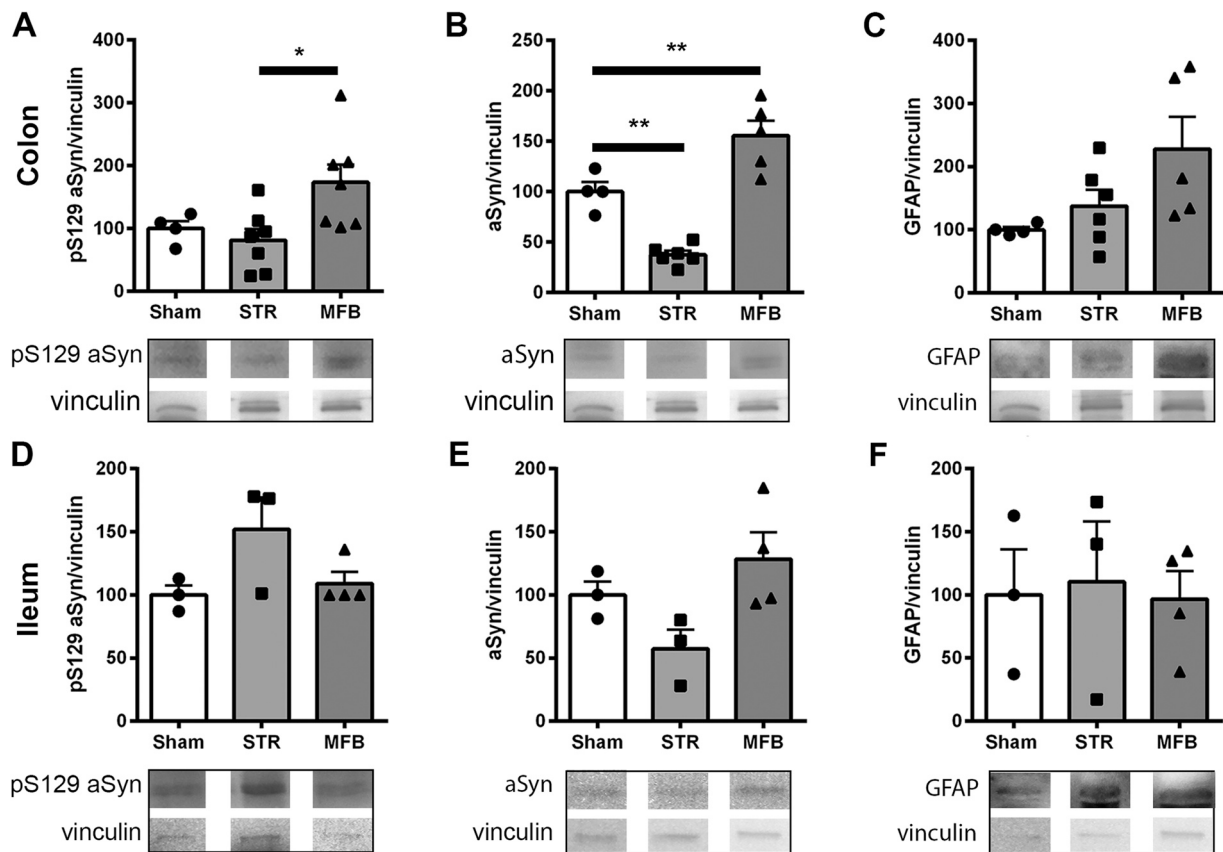 A
B
C
Colon
pS129 aSyn/vinculin
400
300
200
100
0
*
Sham STR MFB
aSyn/vinculin
250
200
150
100
50
0
**
**
Sham STR MFB
GFAP/vinculin
400
300
200
100
0
Sham STR MFB
pS129 aSyn
vinculin
aSyn
vinculin
GFAP
vinculin
D
E
F
Ileum
pS129 aSyn/vinculin
200
150
100
50
0
Sham STR MFB
aSyn/vinculin
200
150
100
50
0
Sham STR MFB
GFAP/vinculin
200
150
100
50
0
Sham STR MFB
pS129 aSyn
vinculin
aSyn
vinculin
GFAP
vinculin